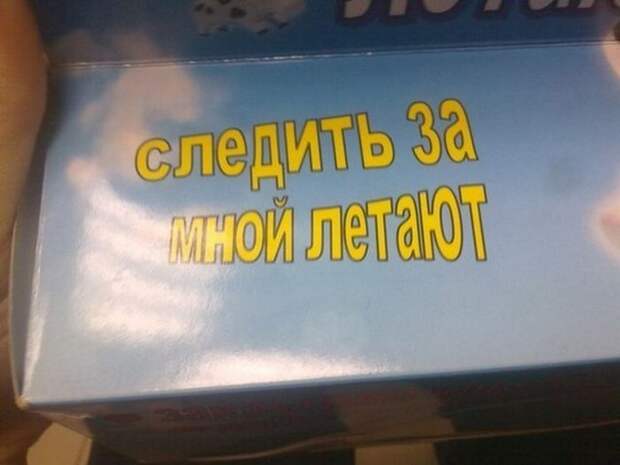 следить за
мной летают